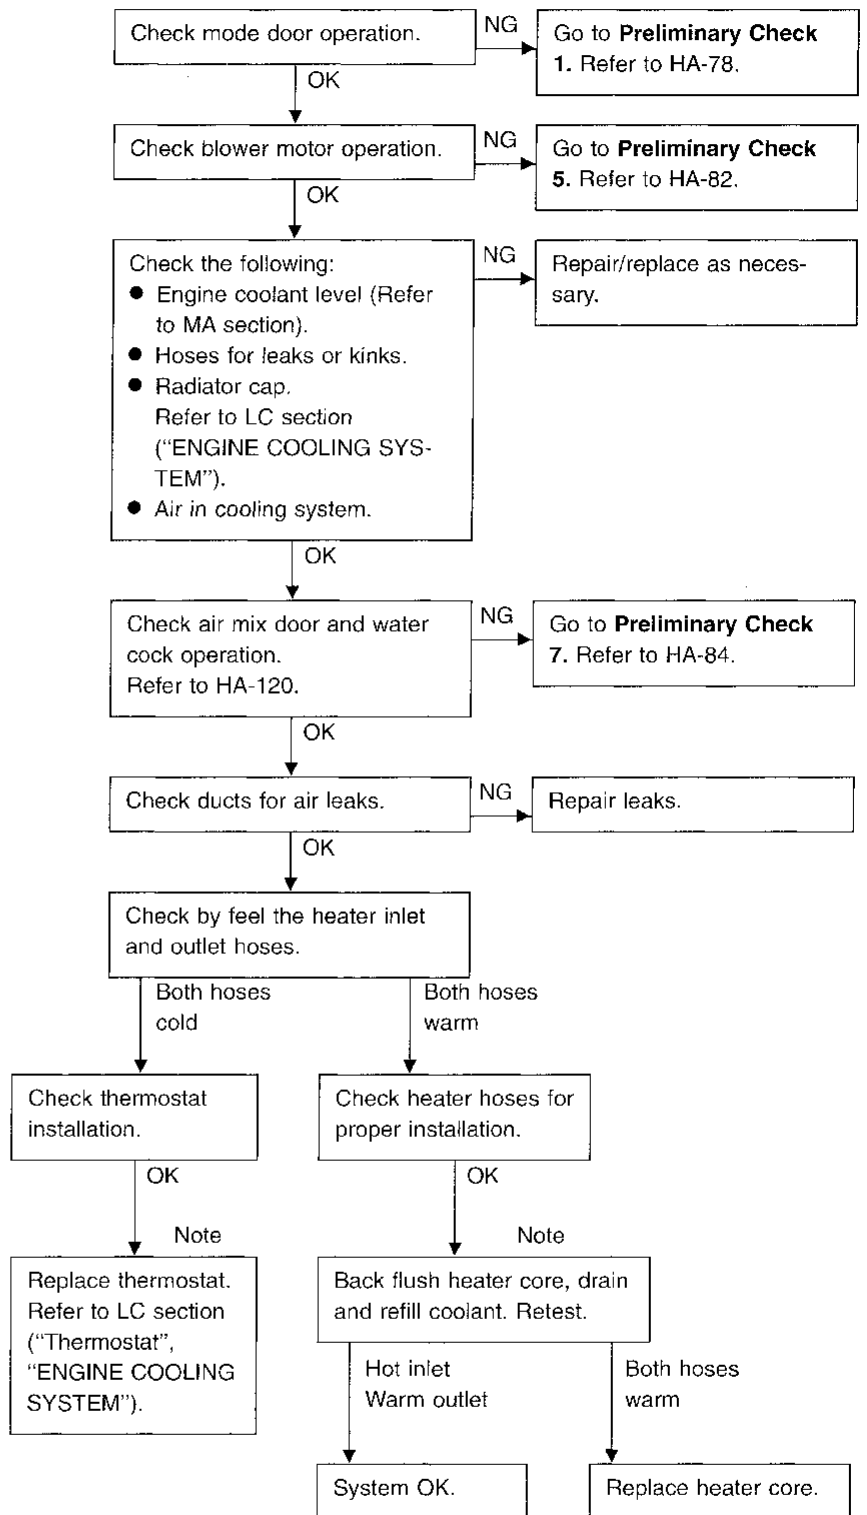 Check mode door operation.
NG
Go to Preliminary Check
1. Refer to HA-78.
OK
Check blower motor operation.
NG
Go to Preliminary Check
5. Refer to HA-82.
OK
Check the following:
● Engine coolant level (Refer
to MA section).
● Hoses for leaks or kinks.
● Radiator cap.
Refer to LC section
(“ENGINE COOLING SYS-
TEM”).
● Air in cooling system.
NG
Repair/replace as neces-
sary.
OK
Check air mix door and water
cock operation.
Refer to HA-120.
NG
Go to Preliminary Check
7. Refer to HA-84.
OK
Check ducts for air leaks.
NG
Repair leaks.
OK
Check by feel the heater inlet
and outlet hoses.
Both hoses
cold
Both hoses
warm
Check thermostat
installation.
Check heater hoses for
proper installation.
OK
OK
Note
Note
Replace thermostat.
Refer to LC section
(“Thermostat”,
“ENGINE COOLING
SYSTEM”).
Back flush heater core, drain
and refill coolant. Retest.
Hot inlet
Warm outlet
Both hoses
warm
System OK.
Replace heater core.